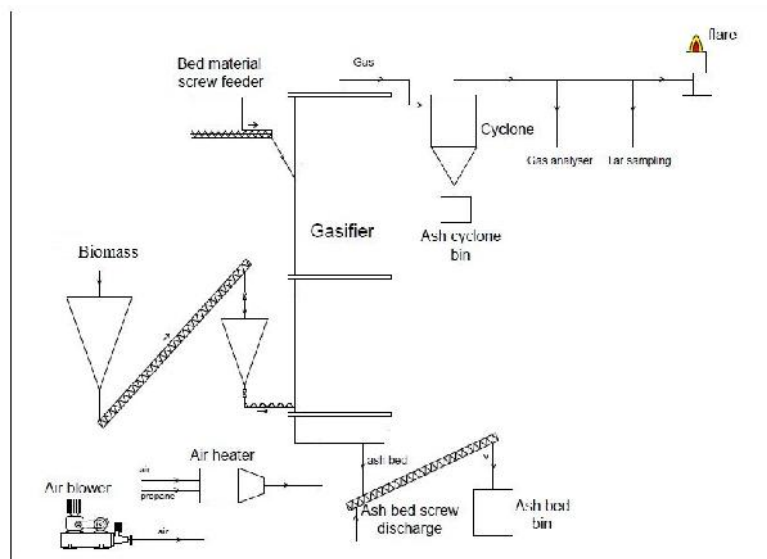 flare
Bed material
screw feeder
Gas
Cyclone
Gas analyser
Tar sampling
Gasifier
Ash cyclone
bin
Biomass
Air heater
air
propane
ash bed
Air blower
air
Ash bed screw
discharge
Ash bed
bin